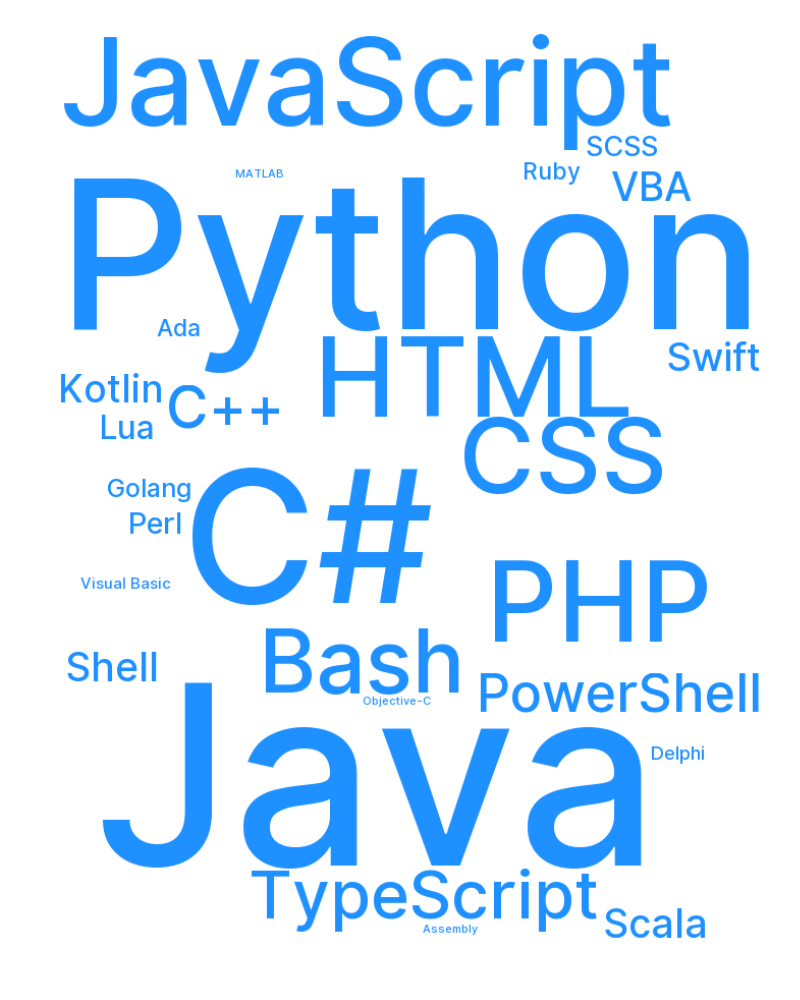 JavaScript
SCSS
MATLAB
Ruby
VBA
Python
Ada
HTML
Swift
Kotlin
C++
Lua
CSS
Golang
C#
Perl
Visual Basic
PHP
Bash
Shell
PowerShell
Objective-C
Java
Delphi
TypeScript
Scala
Assembly